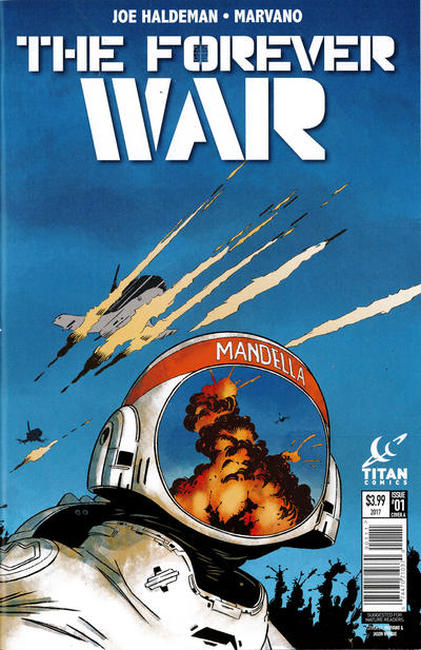 JOE HALDEMAN • MARVANO
THE FOREVER
WAR
MANDELLA
TITAN
COMICS
$3.99
2017
ISSUE
#01
COVER A
SUGGESTED FOR
MATURE READERS